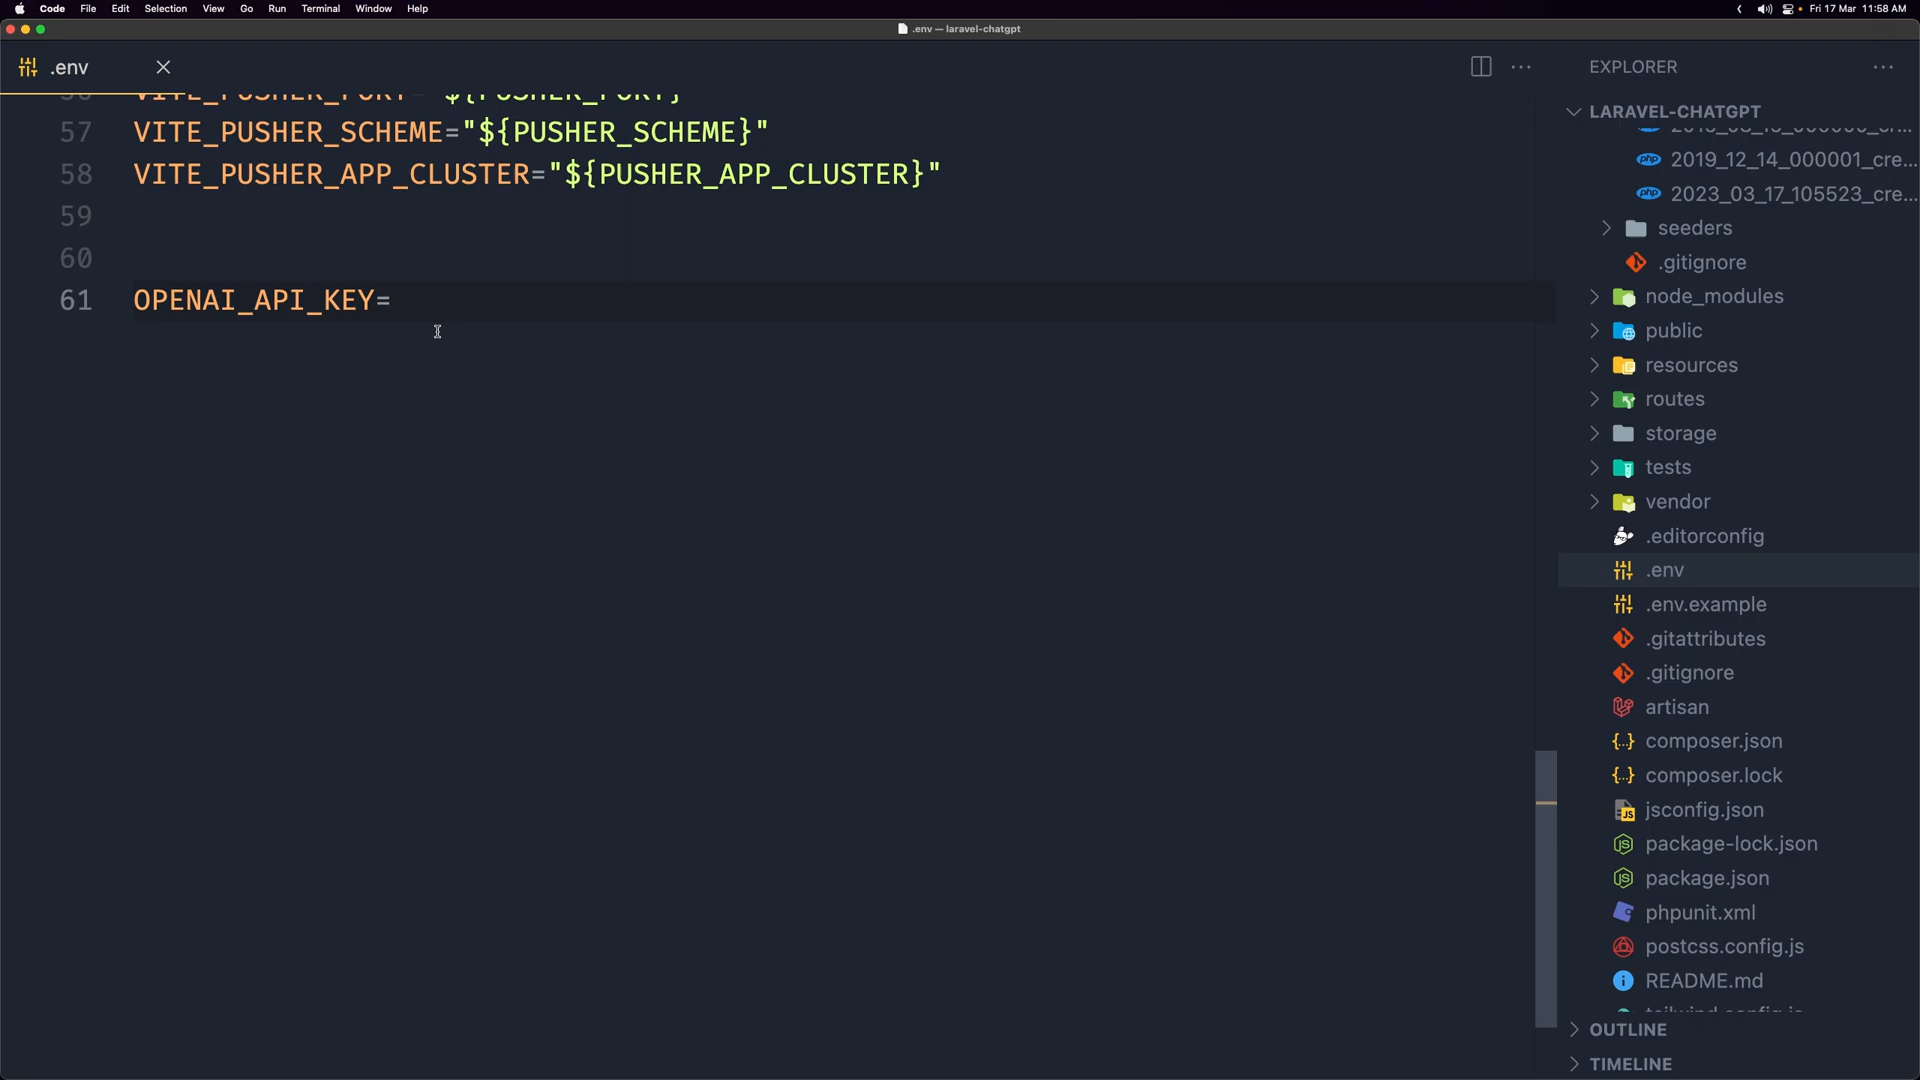 Code File Edit Selection View Go Run Terminal Window Help
Fri 17 Mar 11:58 AM
.env — laravel-chatgpt
.env
57 VITE_PUSHER_SCHEME="${PUSHER_SCHEME}"
58 VITE_PUSHER_APP_CLUSTER="${PUSHER_APP_CLUSTER}"
59
60
61 OPENAI_API_KEY=
EXPLORER
LARAVEL-CHATGPT
php 2019_12_14_000001_cre...
php 2023_03_17_105523_cre...
seeders
.gitignore
node_modules
public
resources
routes
storage
tests
vendor
.editorconfig
.env
.env.example
.gitattributes
.gitignore
artisan
composer.json
composer.lock
jsconfig.json
package-lock.json
package.json
phpunit.xml
postcss.config.js
README.md
OUTLINE
TIMELINE